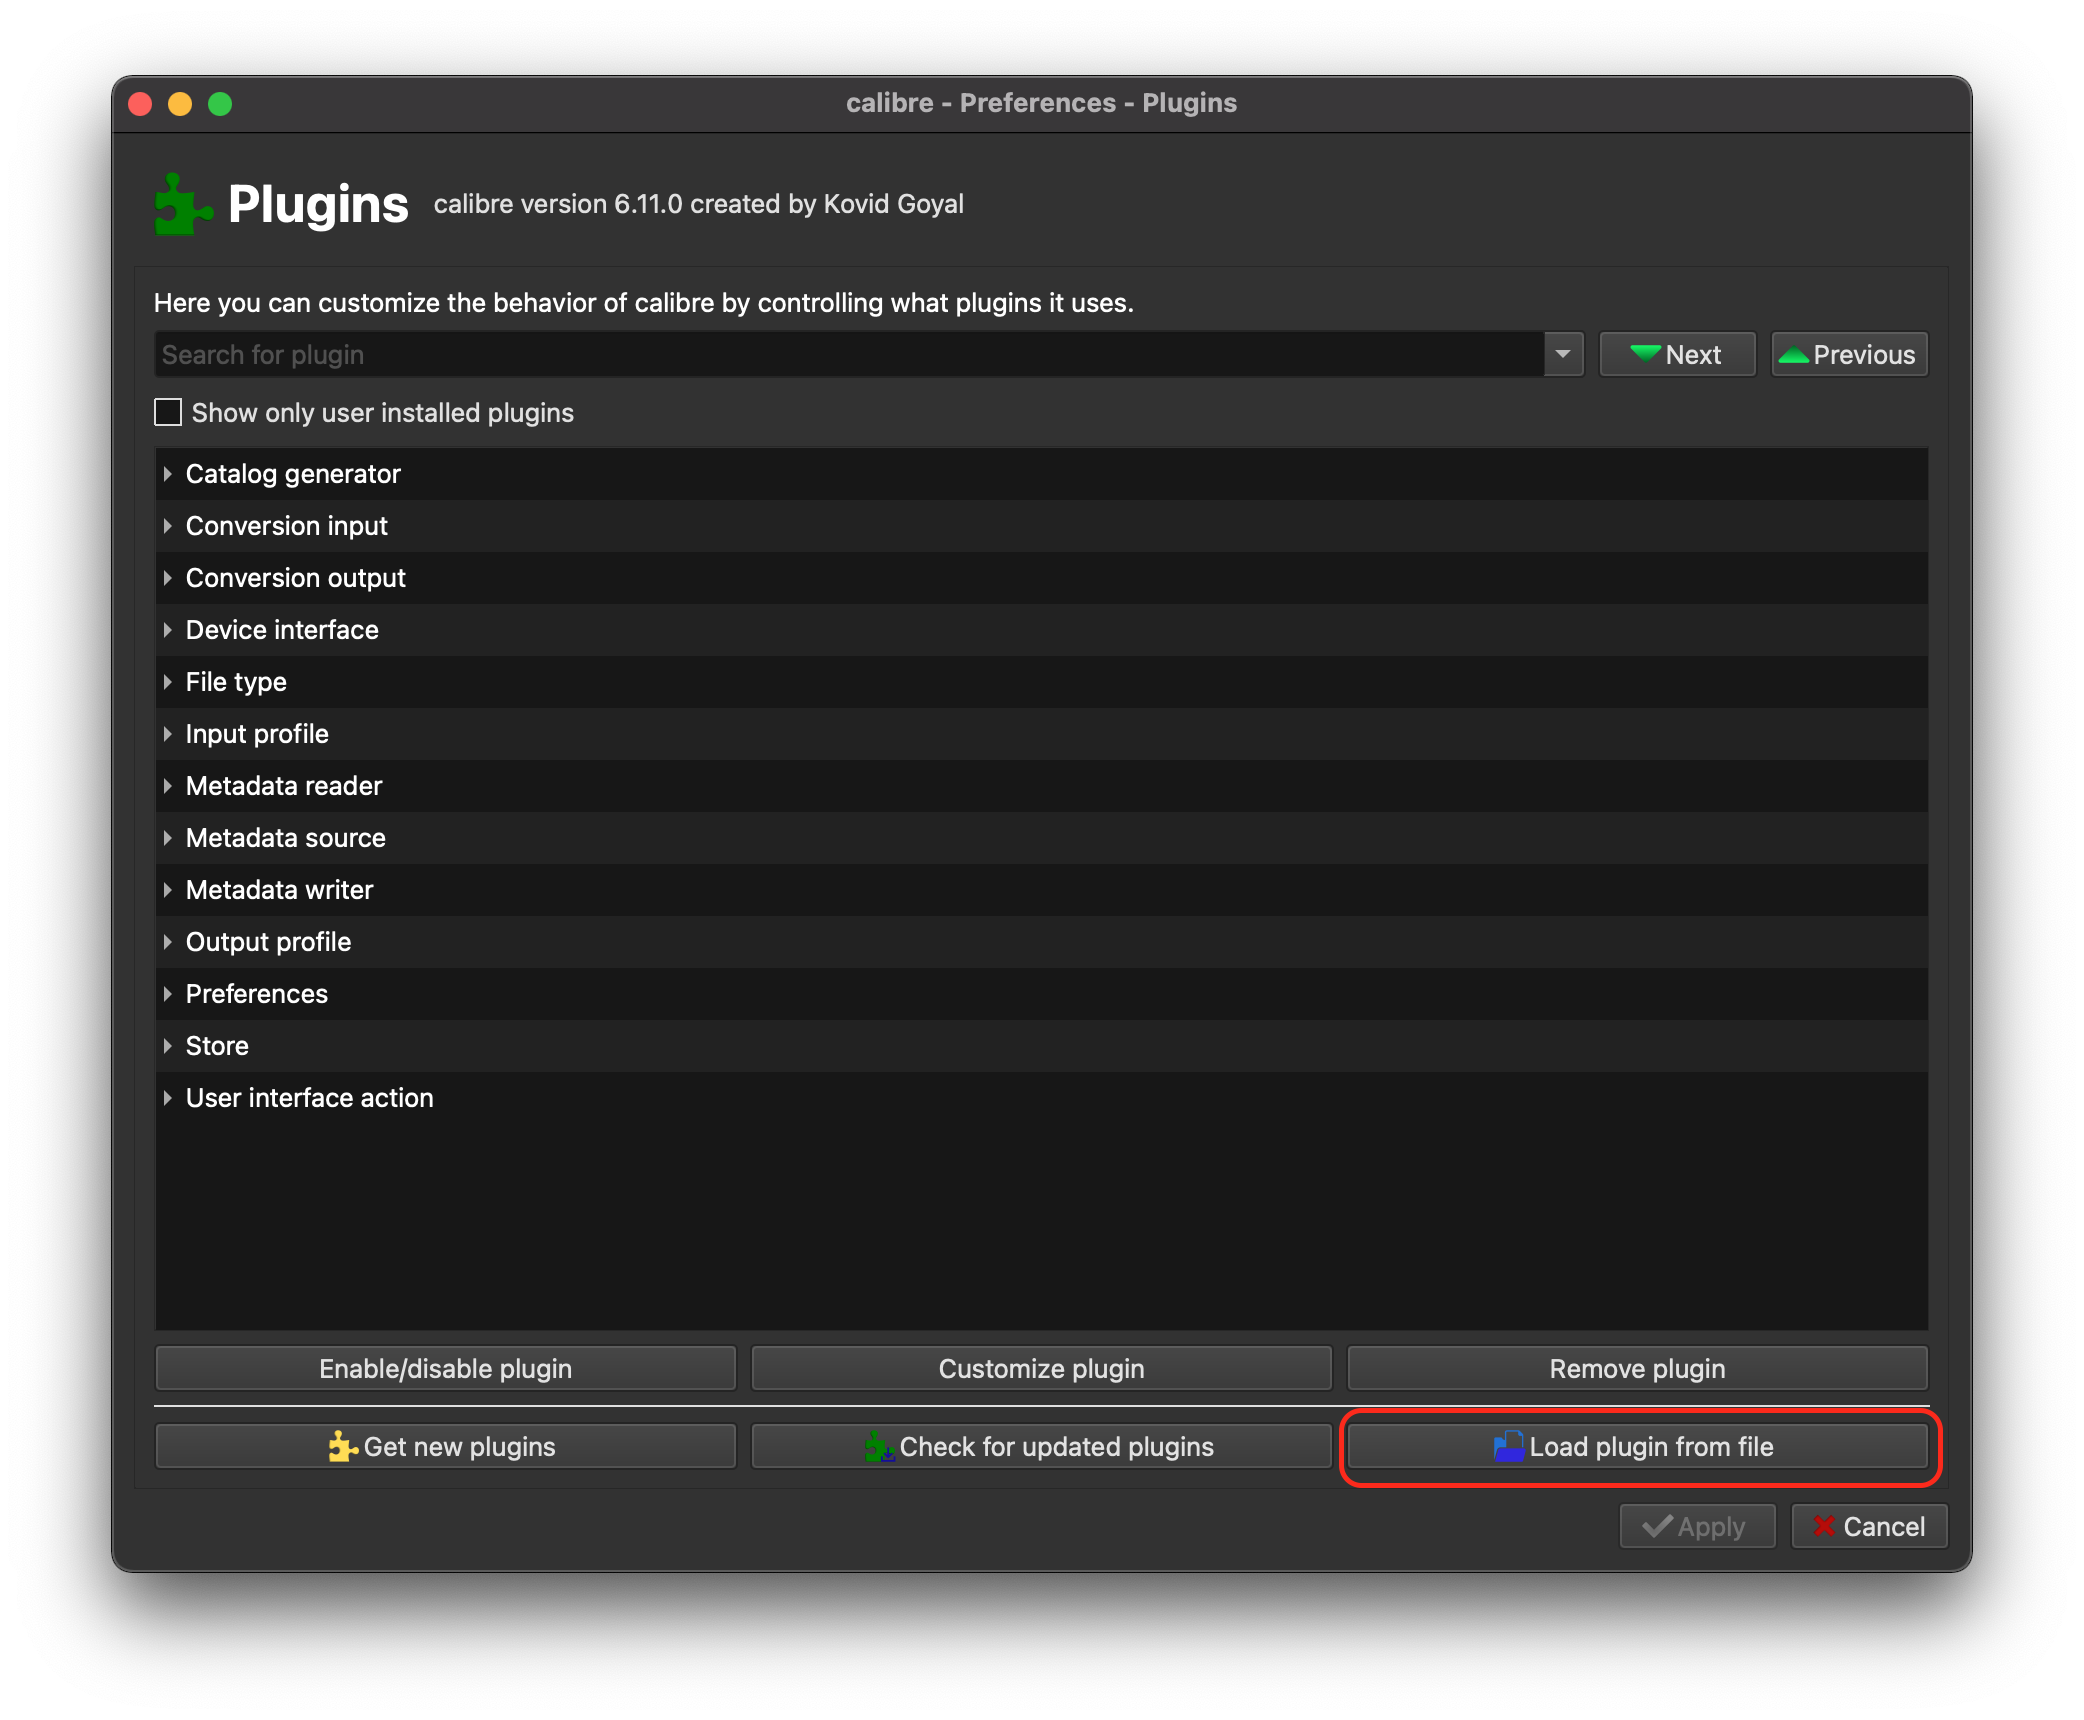 calibre - Preferences - Plugins
Plugins calibre version 6.11.0 created by Kovid Goyal
Here you can customize the behavior of calibre by controlling what plugins it uses.
Search for plugin Next Previous
Show only user installed plugins
Catalog generator
Conversion input
Conversion output
Device interface
File type
Input profile
Metadata reader
Metadata source
Metadata writer
Output profile
Preferences
Store
User interface action
Enable/disable plugin Customize plugin Remove plugin
Get new plugins Check for updated plugins Load plugin from file
Apply Cancel